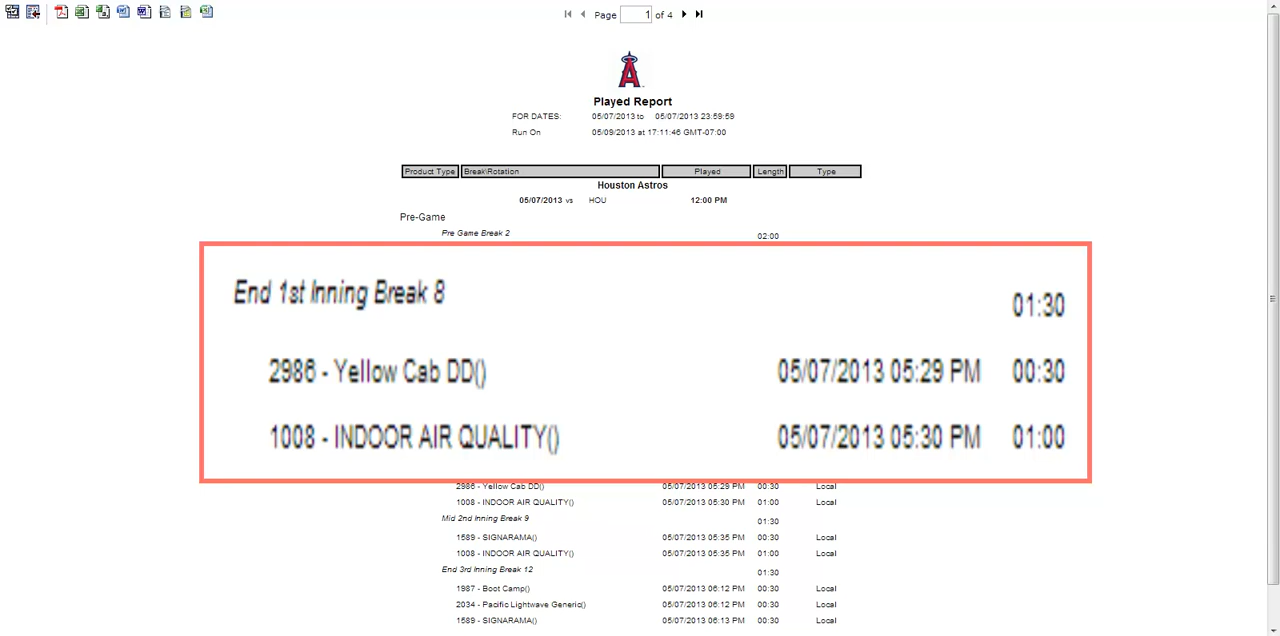 Page 1 of 4
A
Played Report
FOR DATES: 05/07/2013 to 05/07/2013 23:59:59
Run On 05/09/2013 at 17:11:46 GMT-07:00
Product Type Break\Rotation Played Length Type
Houston Astros
05/07/2013 vs HOU 12:00 PM
Pre-Game
Pre Game Break 2 02:00
End 1st Inning Break 8 01:30
2986 - Yellow Cab DD() 05/07/2013 05:29 PM 00:30
1008 - INDOOR AIR QUALITY() 05/07/2013 05:30 PM 01:00
2986 - Yellow Cab DD() 05/07/2013 05:29 PM 00:30 Local
1008 - INDOOR AIR QUALITY() 05/07/2013 05:30 PM 01:00 Local
Mid 2nd Inning Break 9 01:30
1589 - SIGNARAMA() 05/07/2013 05:35 PM 00:30 Local
1008 - INDOOR AIR QUALITY() 05/07/2013 05:35 PM 01:00 Local
End 3rd Inning Break 12 01:30
1987 - Boot Camp() 05/07/2013 06:12 PM 00:30 Local
2034 - Pacific Lightwave Generic() 05/07/2013 06:12 PM 00:30 Local
1589 - SIGNARAMA() 05/07/2013 06:13 PM 00:30 Local